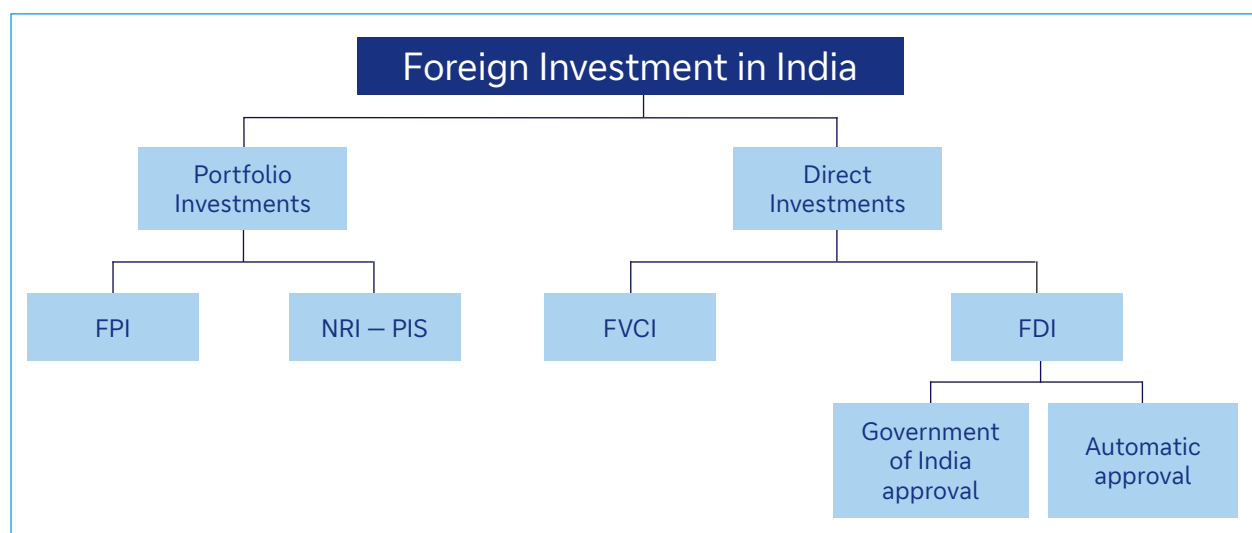 Foreign Investment in India
Portfolio
Investments
Direct
Investments
FPI
NRI — PIS
FVCI
FDI
Government
of India
approval
Automatic
approval